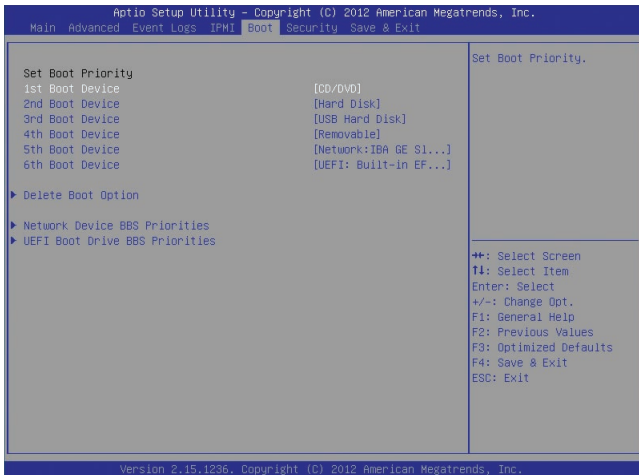 Aptio Setup Utility – Copyright (C) 2012 American Megatrends, Inc.
Main Advanced Event Logs IPMI Boot Security Save & Exit
Set Boot Priority
1st Boot Device [CD/DVD]
2nd Boot Device [Hard Disk]
3rd Boot Device [USB Hard Disk]
4th Boot Device [Removable]
5th Boot Device [Network:IBA GE Sl...]
6th Boot Device [UEFI: Built-in EF...]
Delete Boot Option
Network Device BBS Priorities
UEFI Boot Drive BBS Priorities
Set Boot Priority.
→←: Select Screen
↑↓: Select Item
Enter: Select
+/-: Change Opt.
F1: General Help
F2: Previous Values
F3: Optimized Defaults
F4: Save & Exit
ESC: Exit
Version 2.15.1236. Copyright (C) 2012 American Megatrends, Inc.